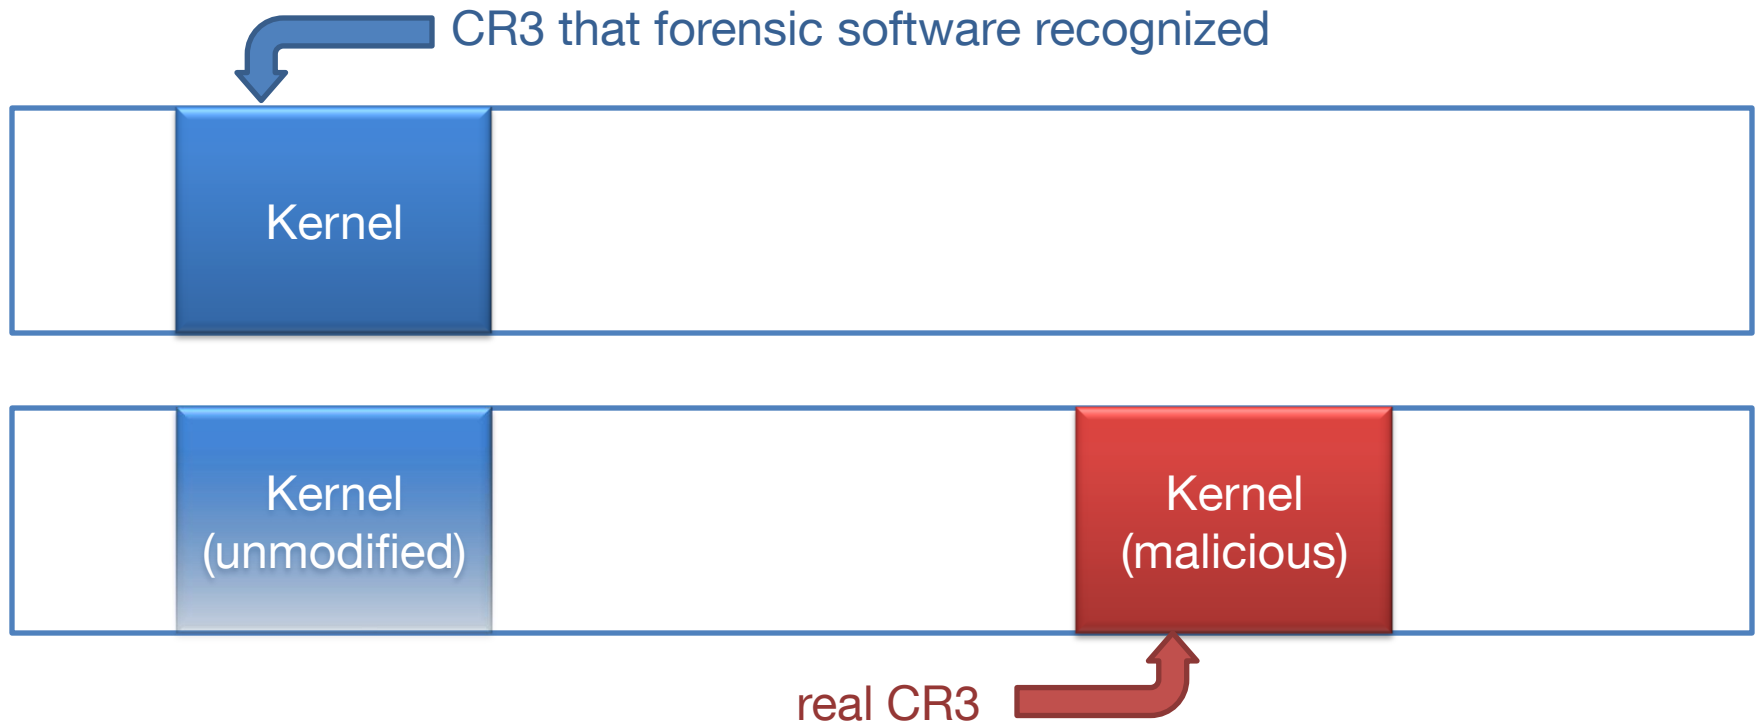 CR3 that forensic software recognized
Kernel
Kernel
(unmodified)
Kernel
(malicious)
real CR3